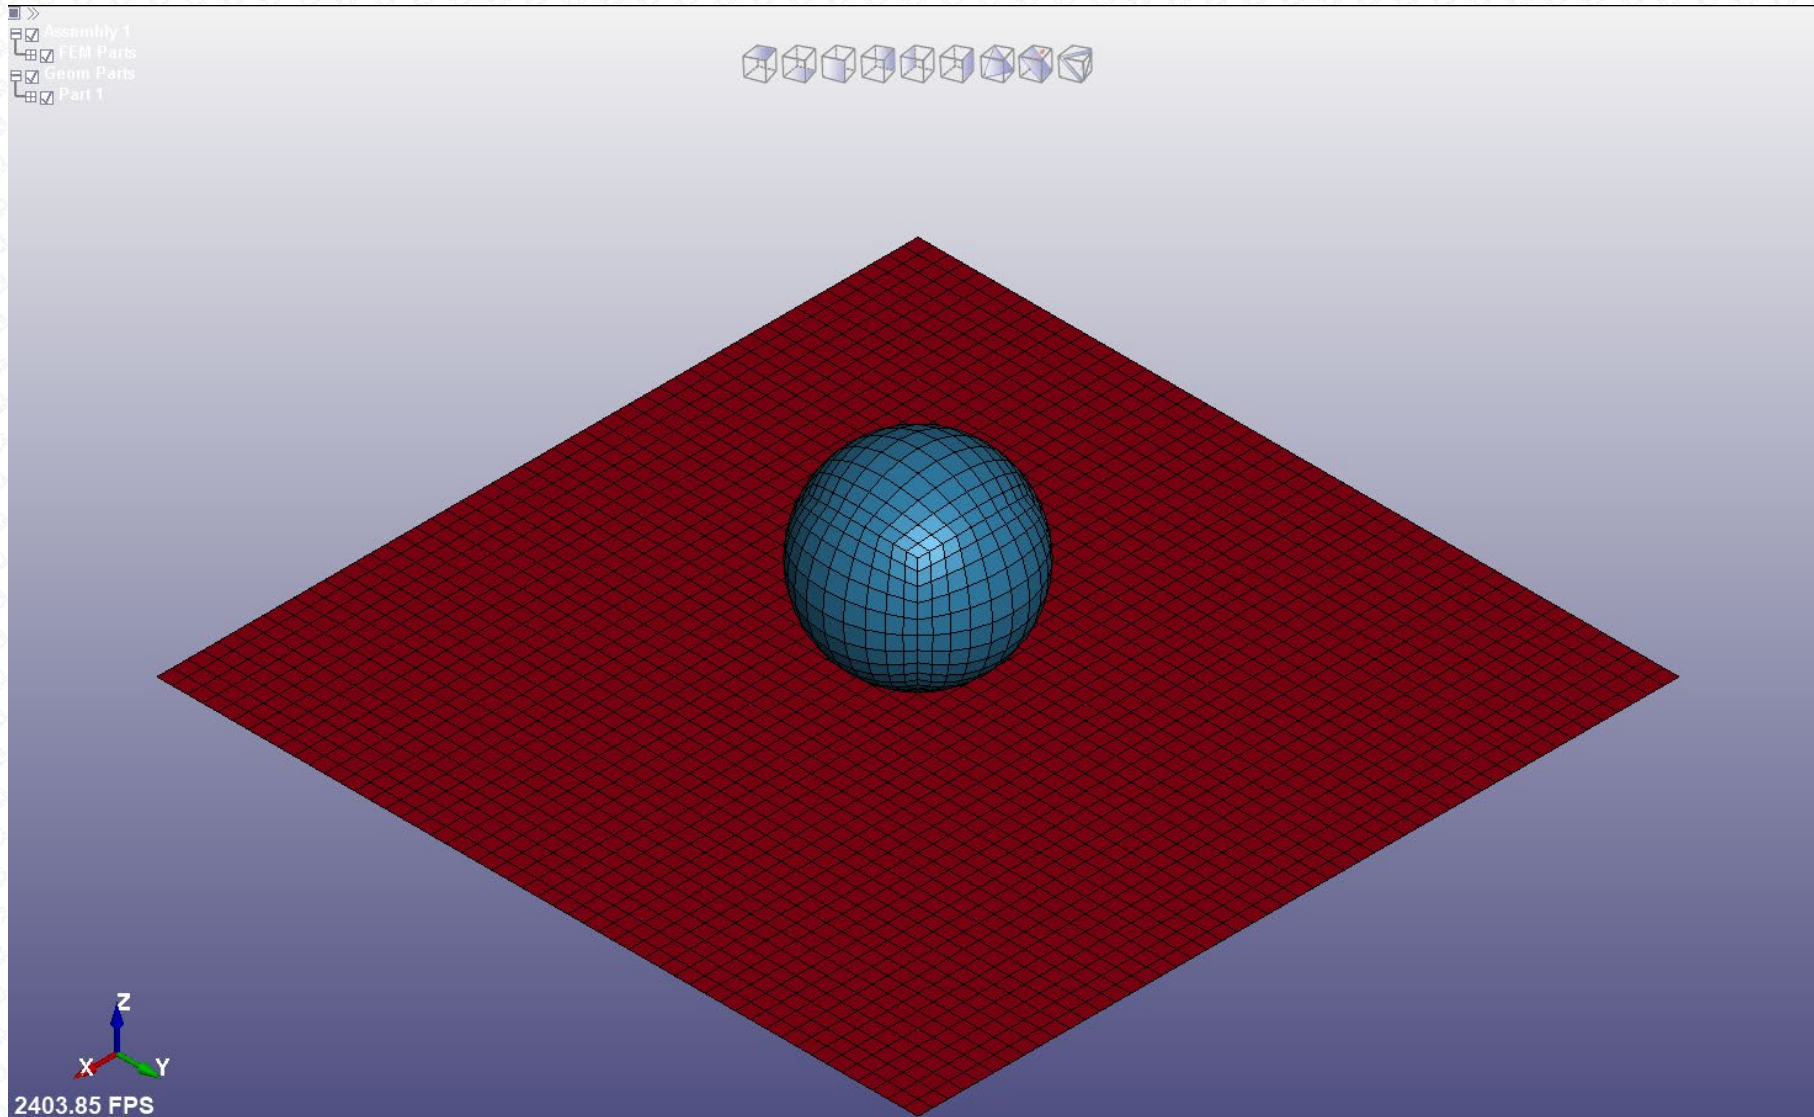 Assembly 1
FEM Parts
Geom Parts
Part 1
Z
X
Y
2403.85 FPS